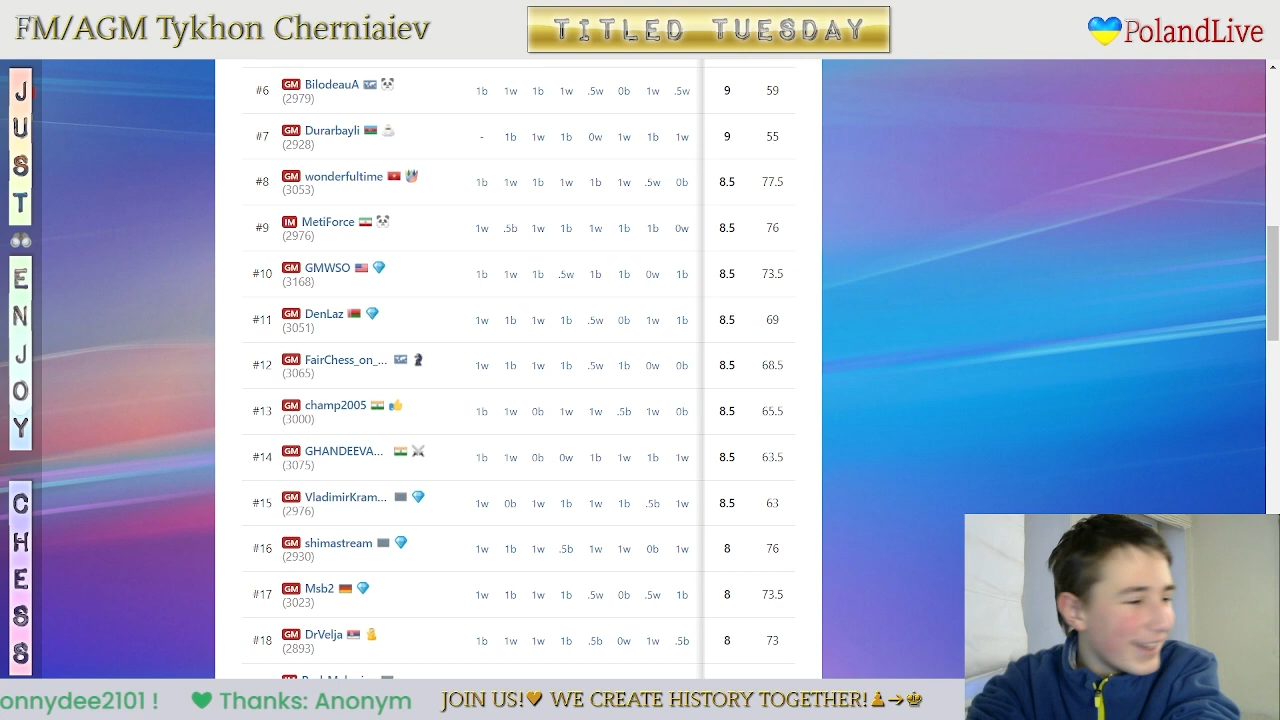 FM/AGM Tykhon Cherniaiev
TITLED TUESDAY
PolandLive
JUST
ENJOY
CHESS
#6 GM BilodeauA 1b 1w 1b 1w .5w 0b 1w .5w 9 59
(2979)
#7 GM Durarbayli - 1b 1w 1b 0w 1w 1b 1w 9 55
(2928)
#8 GM wonderfultime 1b 1w 1b 1w 1b 1w .5w 0b 8.5 77.5
(3053)
#9 IM MetiForce 1w .5b 1w 1b 1w 1b 1b 0w 8.5 76
(2976)
#10 GM GMWSO 1b 1w 1b .5w 1b 1b 0w 1b 8.5 73.5
(3168)
#11 GM DenLaz 1w 1b 1w 1b .5w 0b 1w 1b 8.5 69
(3051)
#12 GM FairChess_on_... 1w 1b 1w 1b .5w 1b 0w 0b 8.5 68.5
(3065)
#13 GM champ2005 1b 1w 0b 1w 1w .5b 1w 0b 8.5 65.5
(3000)
#14 GM GHANDEEVA... 1b 1w 0b 0w 1b 1w 1b 1w 8.5 63.5
(3075)
#15 GM VladimirKram... 1w 0b 1w 1b 1w 1b .5b 1w 8.5 63
(2976)
#16 GM shimastream 1w 1b 1w .5b 1w 1w 0b 1w 8 76
(2930)
#17 GM Msb2 1w 1b 1w 1b .5w 0b .5w 1b 8 73.5
(3023)
#18 GM DrVelja 1b 1w 1w 1b .5b 0w 1w .5b 8 73
(2893)
onnydee2101 !
Thanks: Anonym
JOIN US! WE CREATE HISTORY TOGETHER!